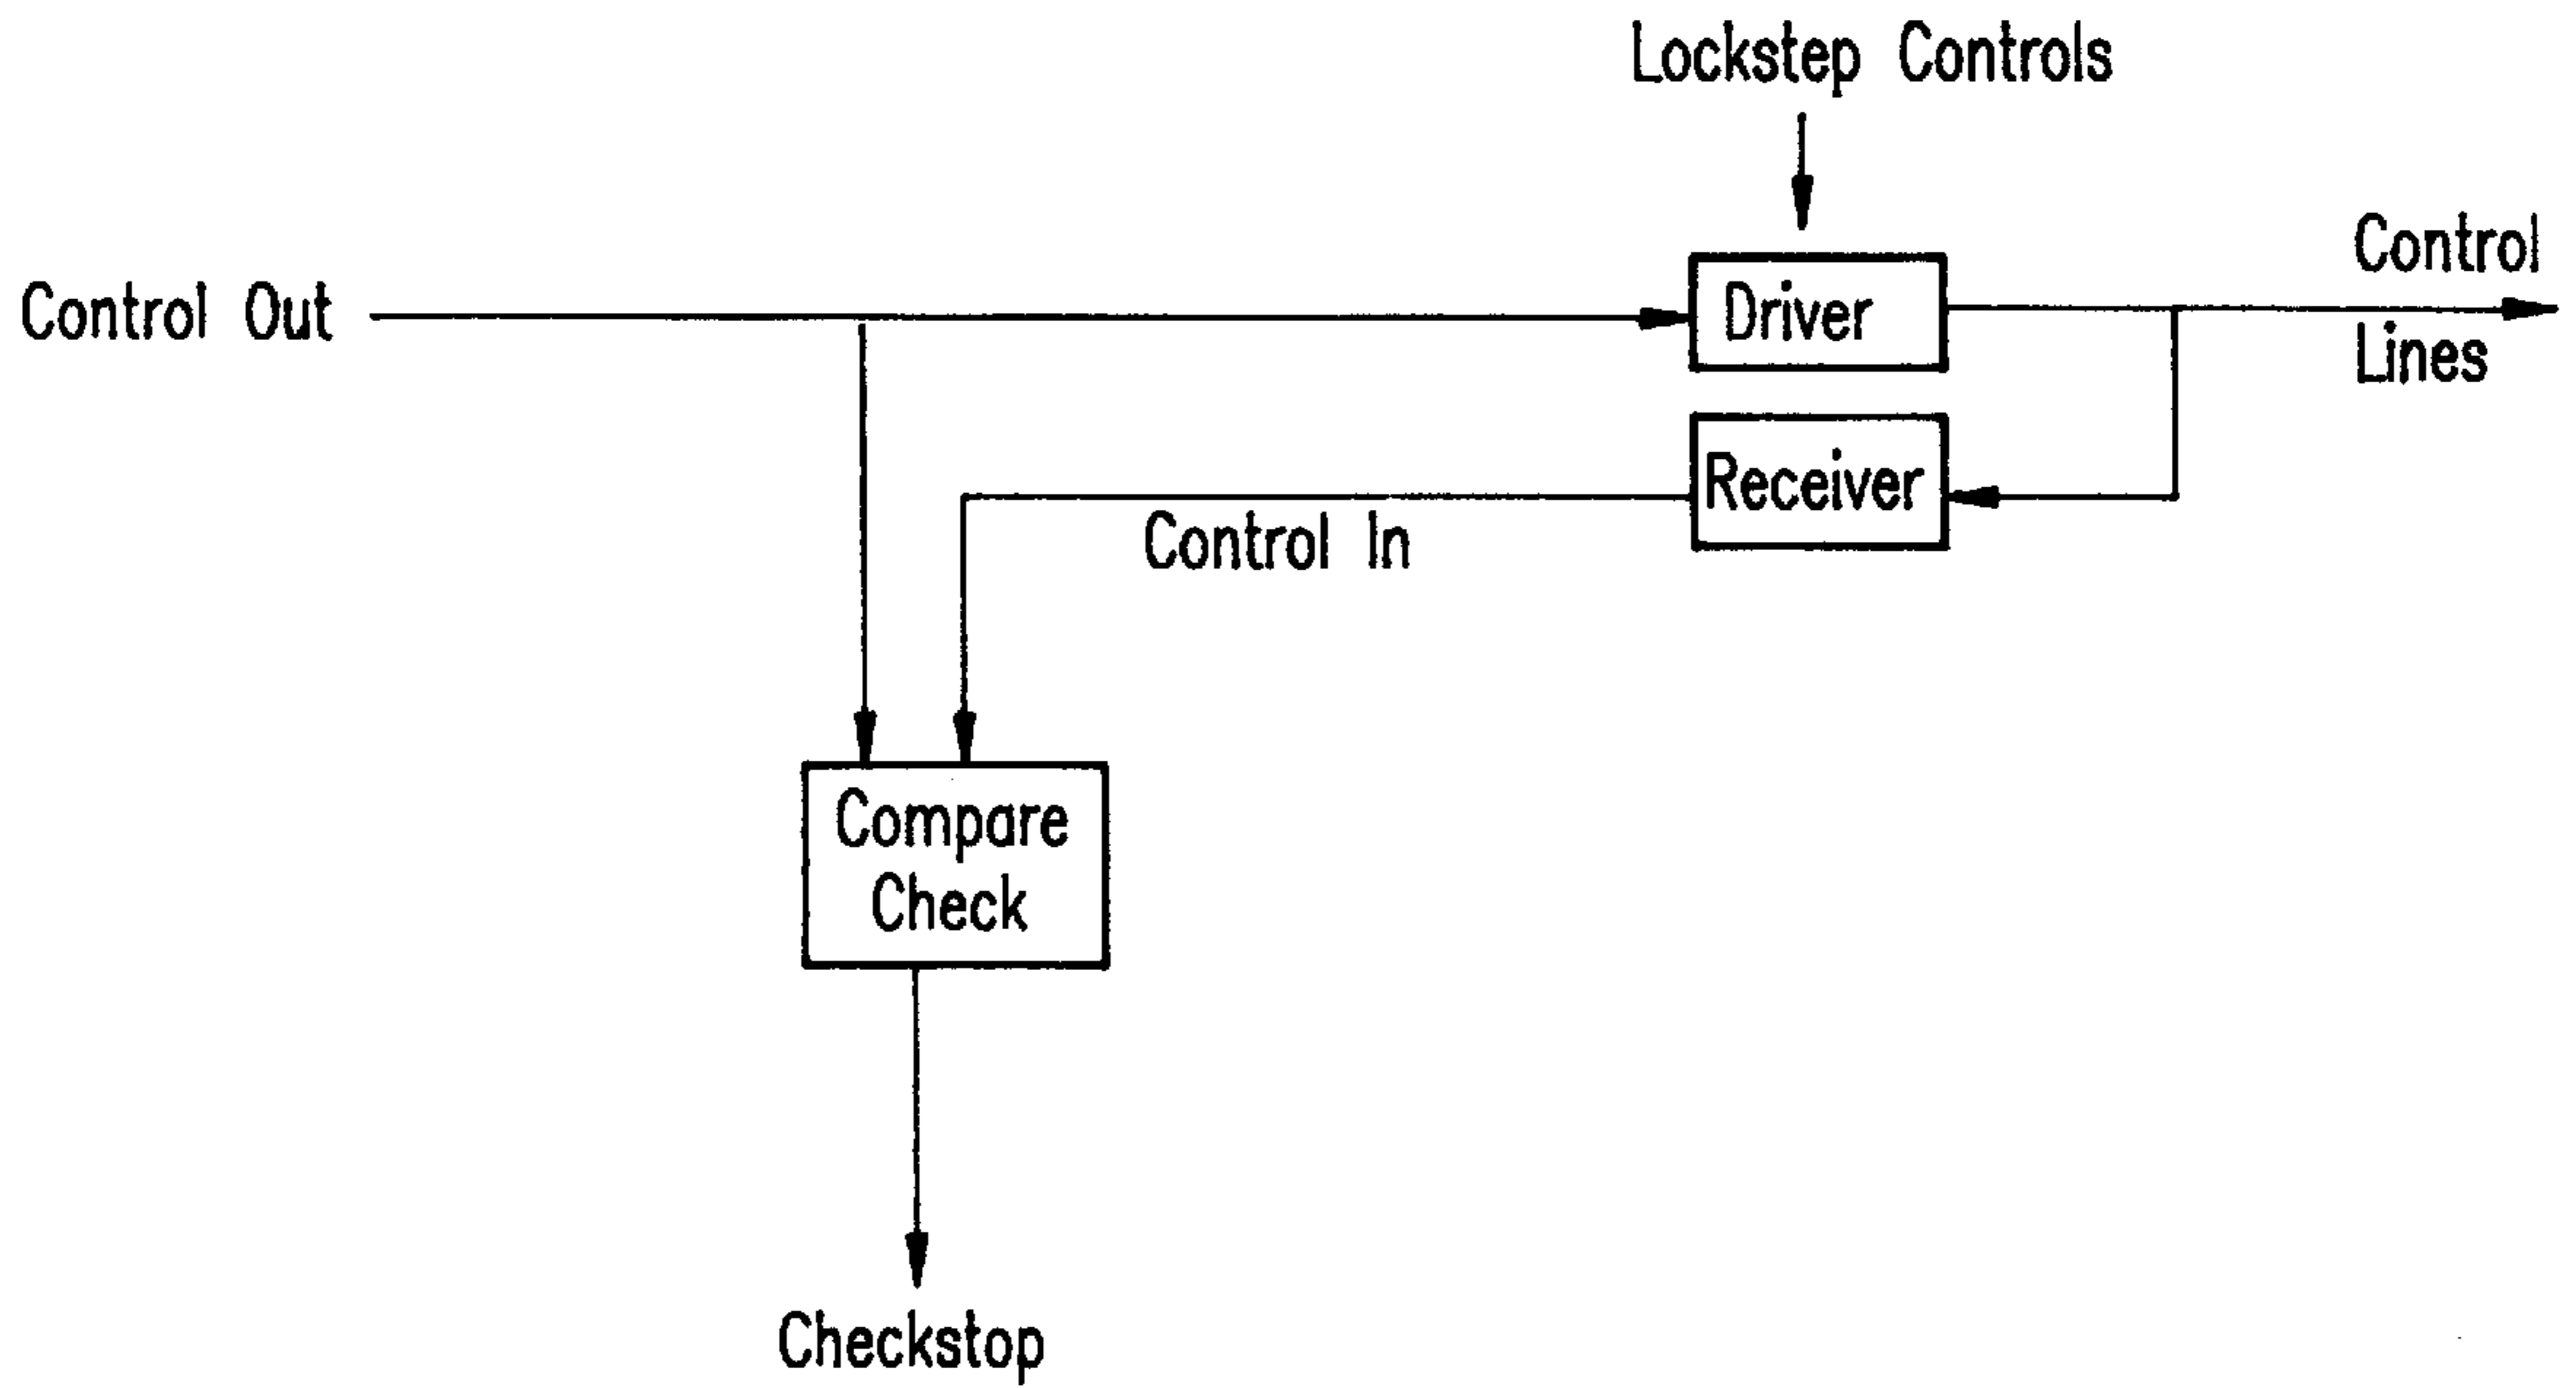 Lockstep Controls
Control
Lines
Control Out
Driver
Receiver
Control In
Compare
Check
Checkstop